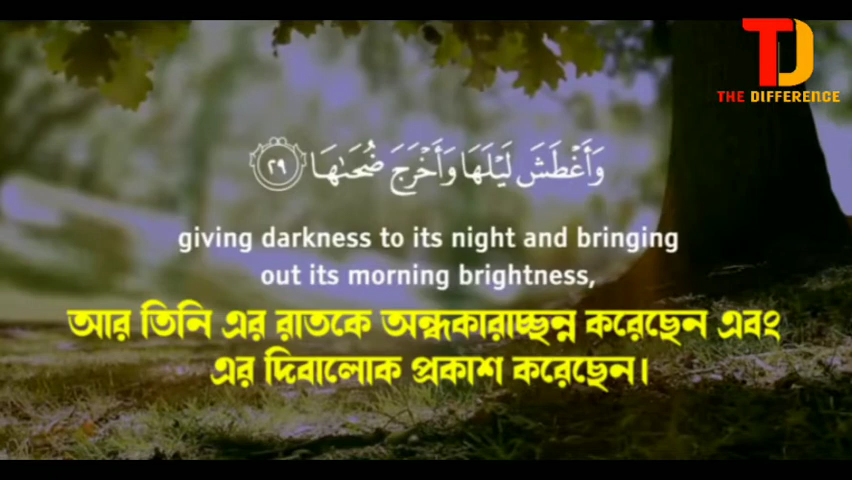 TD
THE DIFFERENCE
وَأَغْطَشَ لَيْلَهَا وَأَخْرَجَ ضُحَىٰهَا ٢٩
giving darkness to its night and bringing
out its morning brightness,
আর তিনি এর রাতকে অন্ধকারাচ্ছন্ন করেছেন এবং
এর দিবালোক প্রকাশ করেছেন।